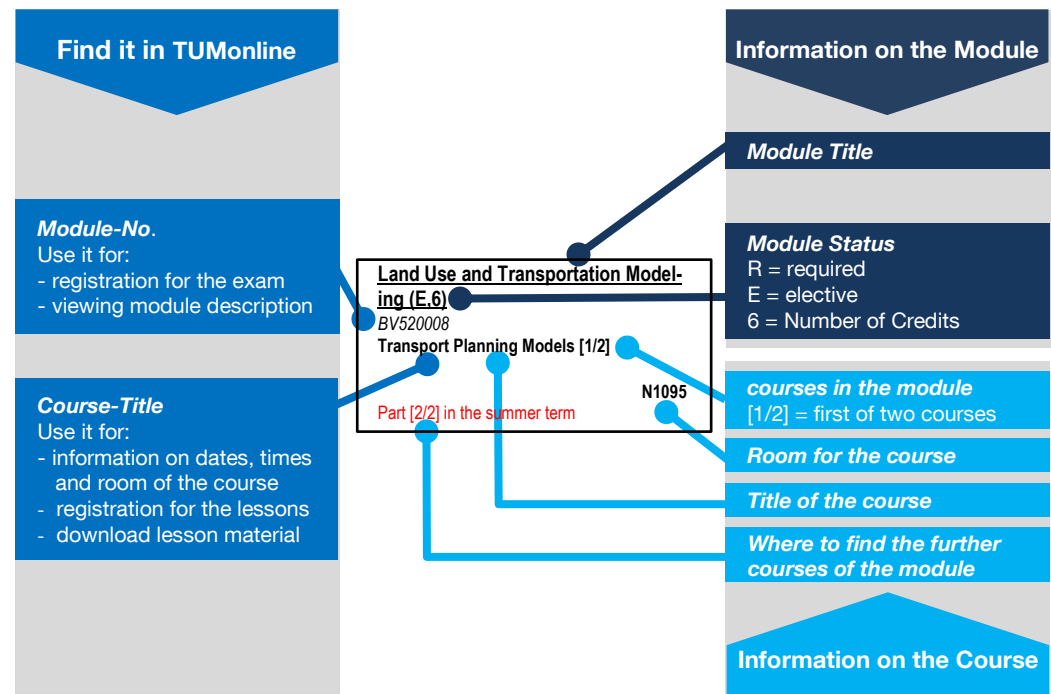 Find it in TUMonline
Module-No.
Use it for:
- registration for the exam
- viewing module description
Course-Title
Use it for:
- information on dates, times
and room of the course
- registration for the lessons
- download lesson material
Land Use and Transportation Model-
ing (E,6)
BV520008
Transport Planning Models [1/2]
N1095
Part [2/2] in the summer term
Information on the Module
Module Title
Module Status
R = required
E = elective
6 = Number of Credits
courses in the module
[1/2] = first of two courses
Room for the course
Title of the course
Where to find the further
courses of the module
Information on the Course